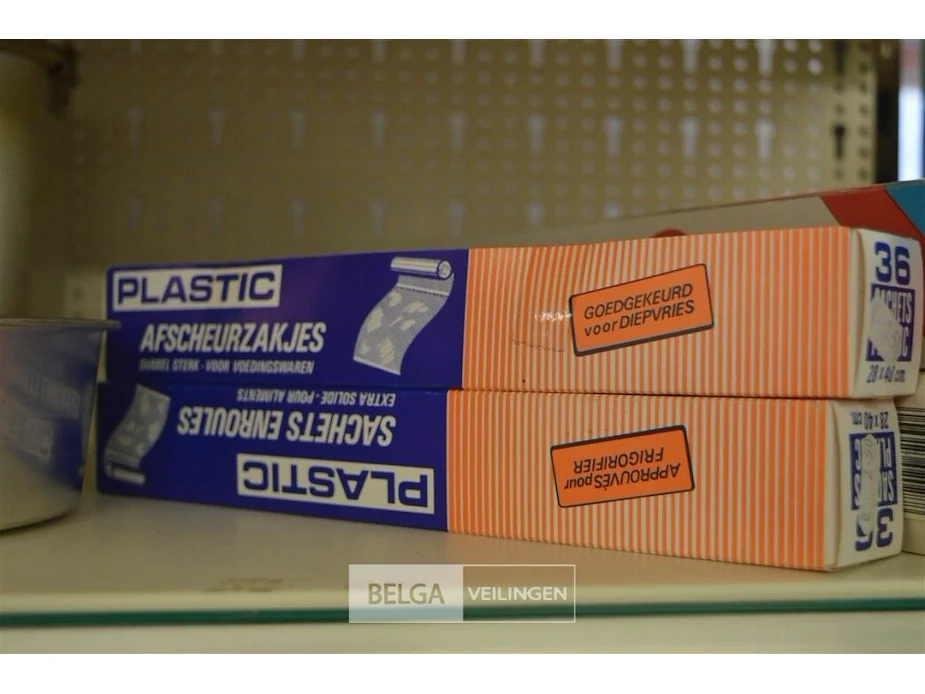 PLASTIC
AFSCHEURZAKJES
DUBBEL STERK - VOOR VOEDINGSWAREN
GOEDGEKEURD
voor DIEPVRIES
36
SACHETS
28 x 40 cm.
PLASTIC
SACHETS ENROULES
EXTRA SOLIDE - POUR ALIMENTS
APPROUVÉS pour
FRIGORIFIER
36
28 x 40 cm.
BELGA VEILINGEN